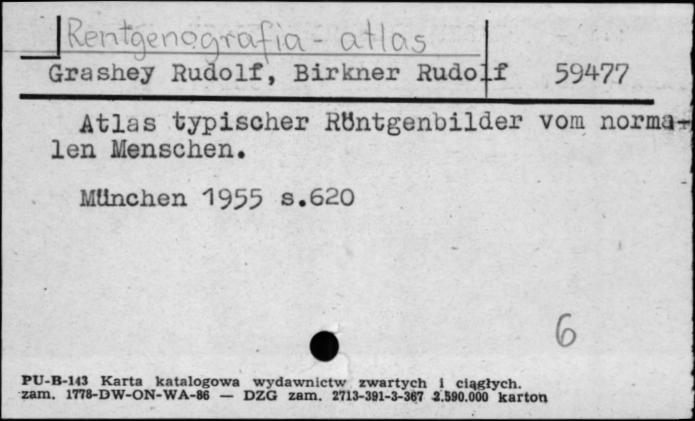 Rentgenografia - atlas
Grashey Rudolf, Birkner Rudolf 59477
Atlas typischer Röntgenbilder vom norma-
len Menschen.
München 1955 s.620
6
PU-B-143 Karta katalogowa wydawnictw zwartych i ciągłych.
zam. 1778-DW-ON-WA-86 — DZG zam. 2713-391-3-367 2.590.000 karton